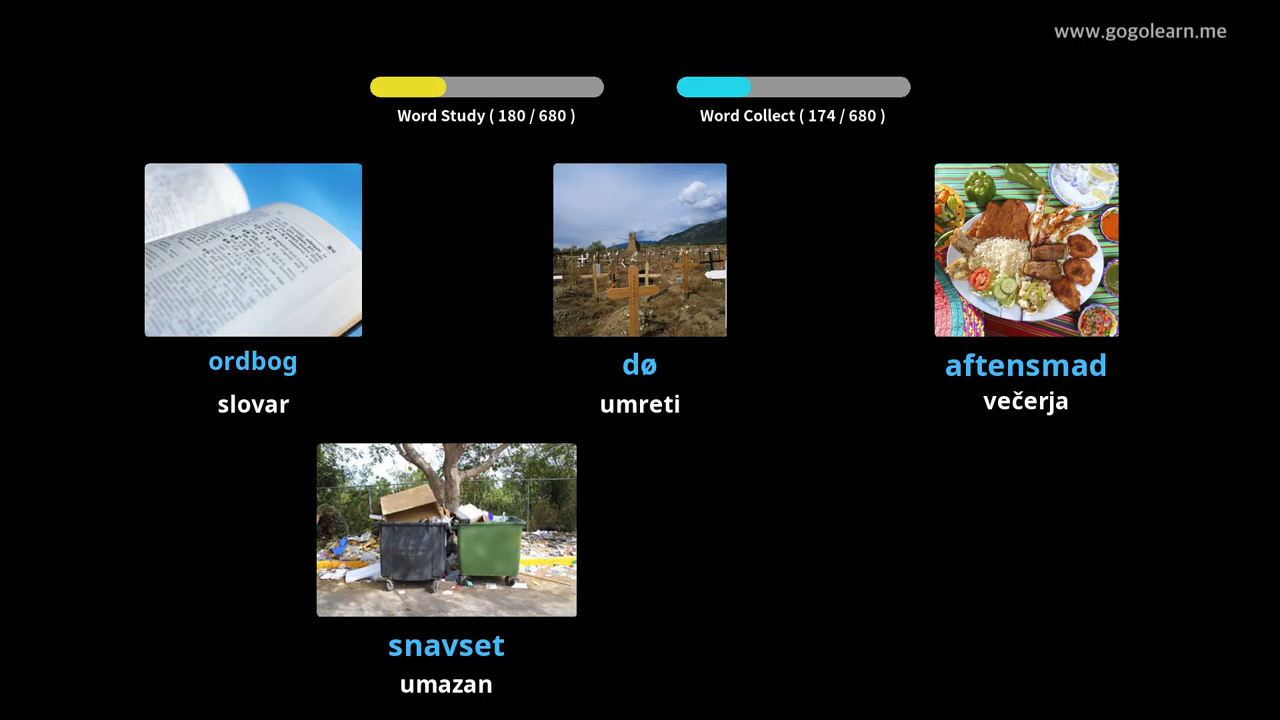 www.gogolearn.me
Word Study ( 180 / 680 )
Word Collect ( 174 / 680 )
ordbog
slovar
dø
umreti
aftensmad
večerja
snavset
umazan